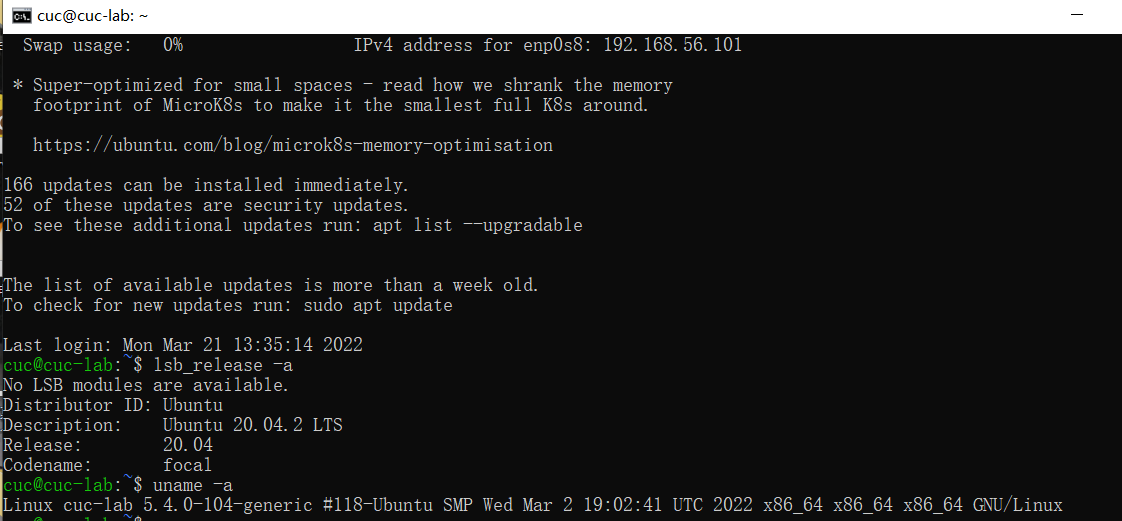 cuc@cuc-lab: ~
Swap usage:   0%                 IPv4 address for enp0s8: 192.168.56.101
* Super-optimized for small spaces - read how we shrank the memory
footprint of MicroK8s to make it the smallest full K8s around.
https://ubuntu.com/blog/microk8s-memory-optimisation
166 updates can be installed immediately.
52 of these updates are security updates.
To see these additional updates run: apt list --upgradable
The list of available updates is more than a week old.
To check for new updates run: sudo apt update
Last login: Mon Mar 21 13:35:14 2022
cuc@cuc-lab:~$ lsb_release -a
No LSB modules are available.
Distributor ID: Ubuntu
Description:    Ubuntu 20.04.2 LTS
Release:        20.04
Codename:       focal
cuc@cuc-lab:~$ uname -a
Linux cuc-lab 5.4.0-104-generic #118-Ubuntu SMP Wed Mar 2 19:02:41 UTC 2022 x86_64 x86_64 x86_64 GNU/Linux